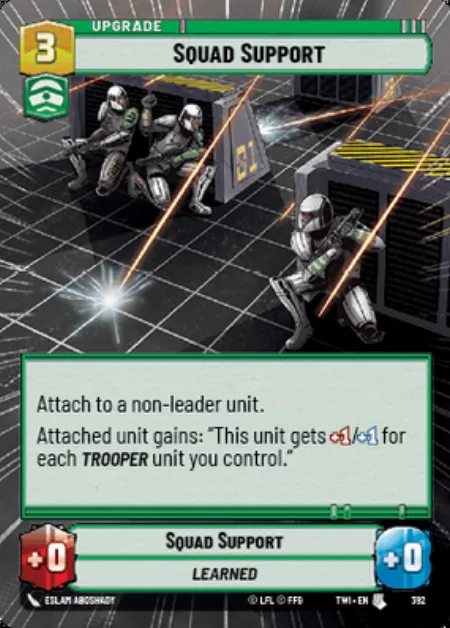 UPGRADE
3
SQUAD SUPPORT
01
Attach to a non-leader unit.
Attached unit gains: “This unit gets +1/+1 for
each TROOPER unit you control.”
SQUAD SUPPORT
+0
+0
LEARNED
ESLAM ABOSHADY
© LFL © FFG
TWI • EN
392